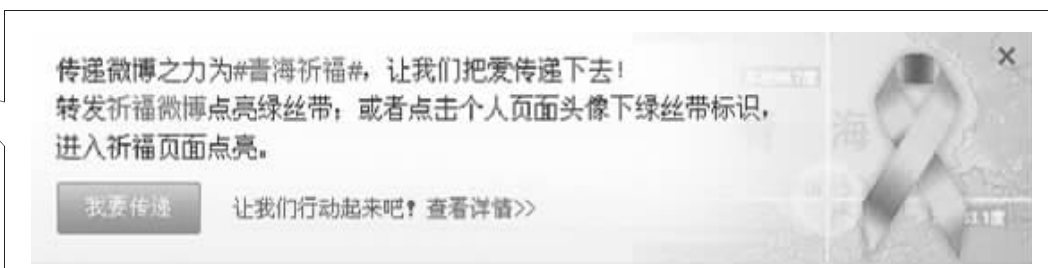 传递微博之力为#青海祈福#，让我们把爱传递下去！
转发祈福微博点亮绿丝带；或者点击个人页面头像下绿丝带标识，
进入祈福页面点亮。
我要传递 让我们行动起来吧！查看详情>>
海